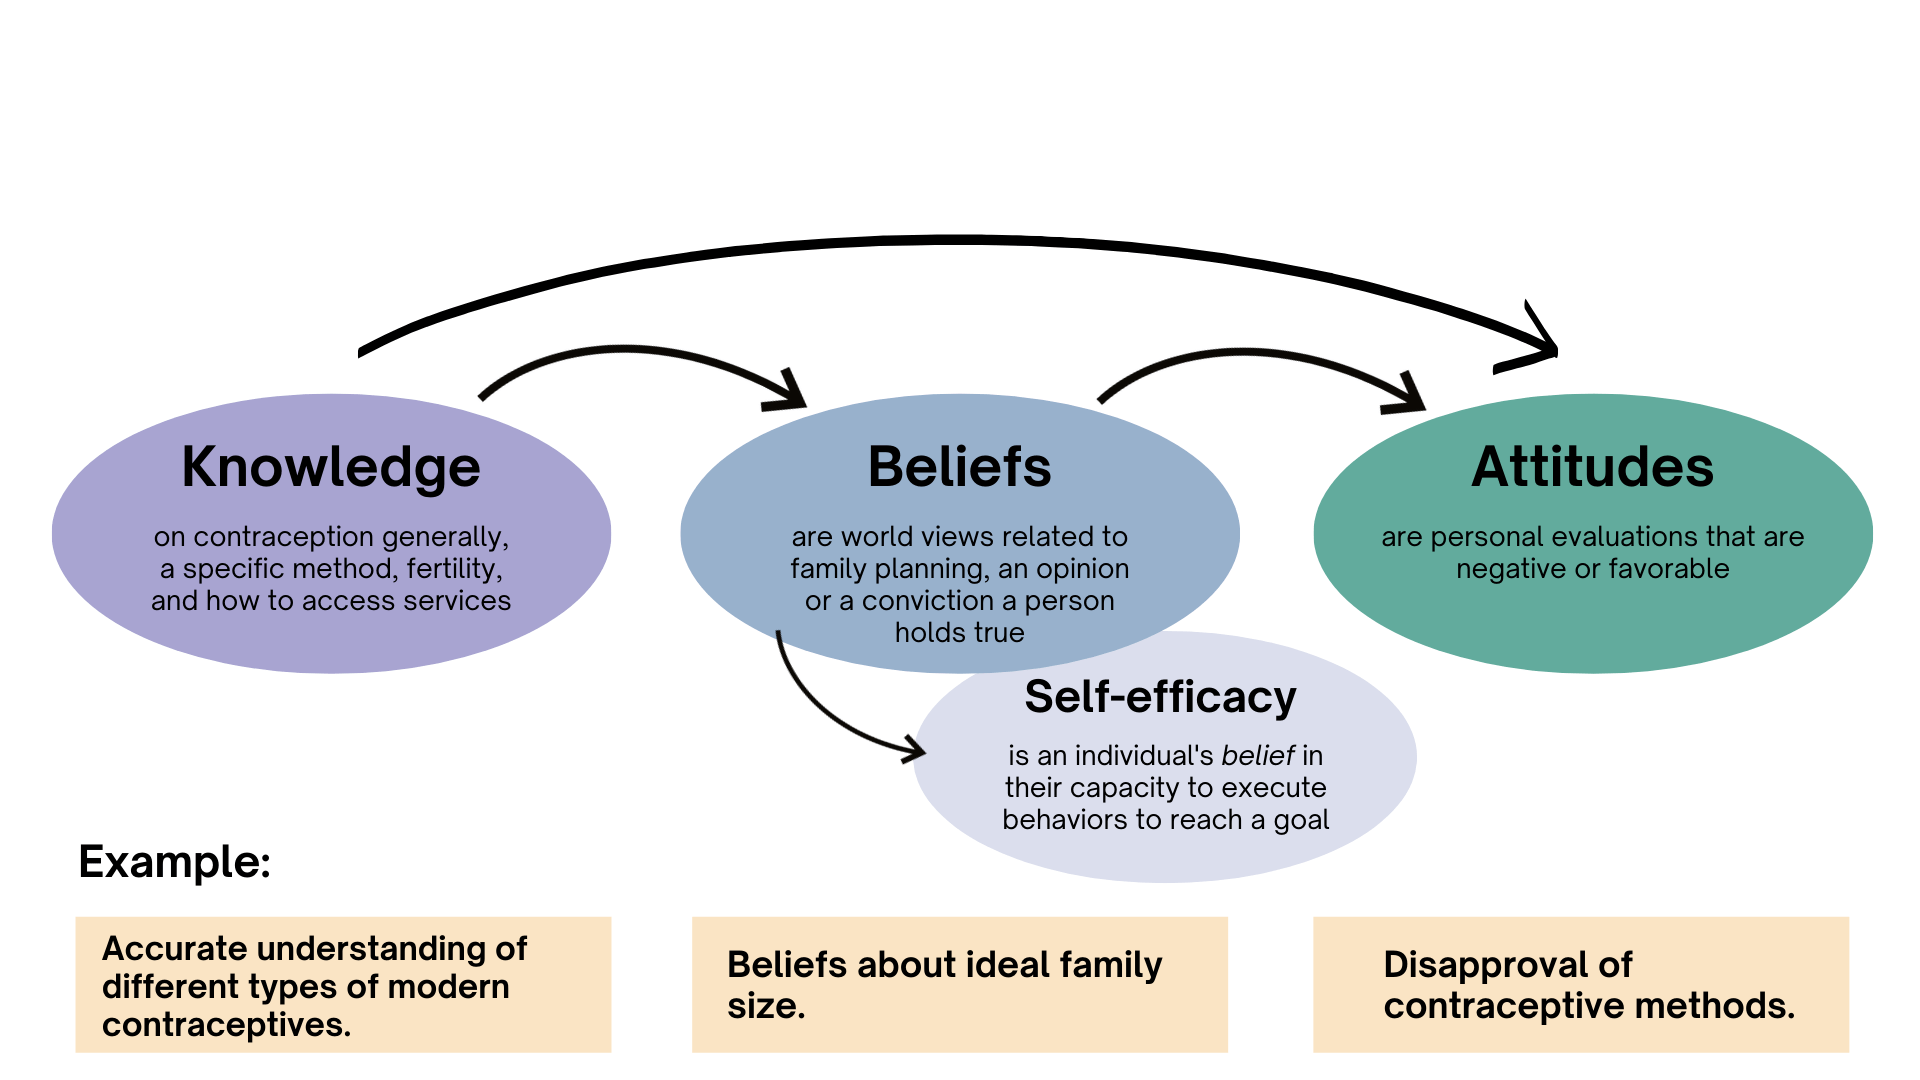 Knowledge
on contraception generally,
a specific method, fertility,
and how to access services
Beliefs
are world views related to
family planning, an opinion
or a conviction a person
holds true
Attitudes
are personal evaluations that are
negative or favorable
Self-efficacy
is an individual's belief in
their capacity to execute
behaviors to reach a goal
Example:
Accurate understanding of
different types of modern
contraceptives.
Beliefs about ideal family
size.
Disapproval of
contraceptive methods.